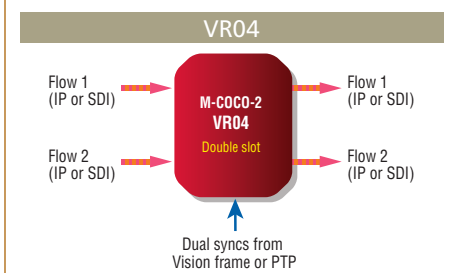 VR04
Flow 1
(IP or SDI)
M-COCO-2
VR04
Double slot
Flow 1
(IP or SDI)
Flow 2
(IP or SDI)
Flow 2
(IP or SDI)
Dual syncs from
Vision frame or PTP